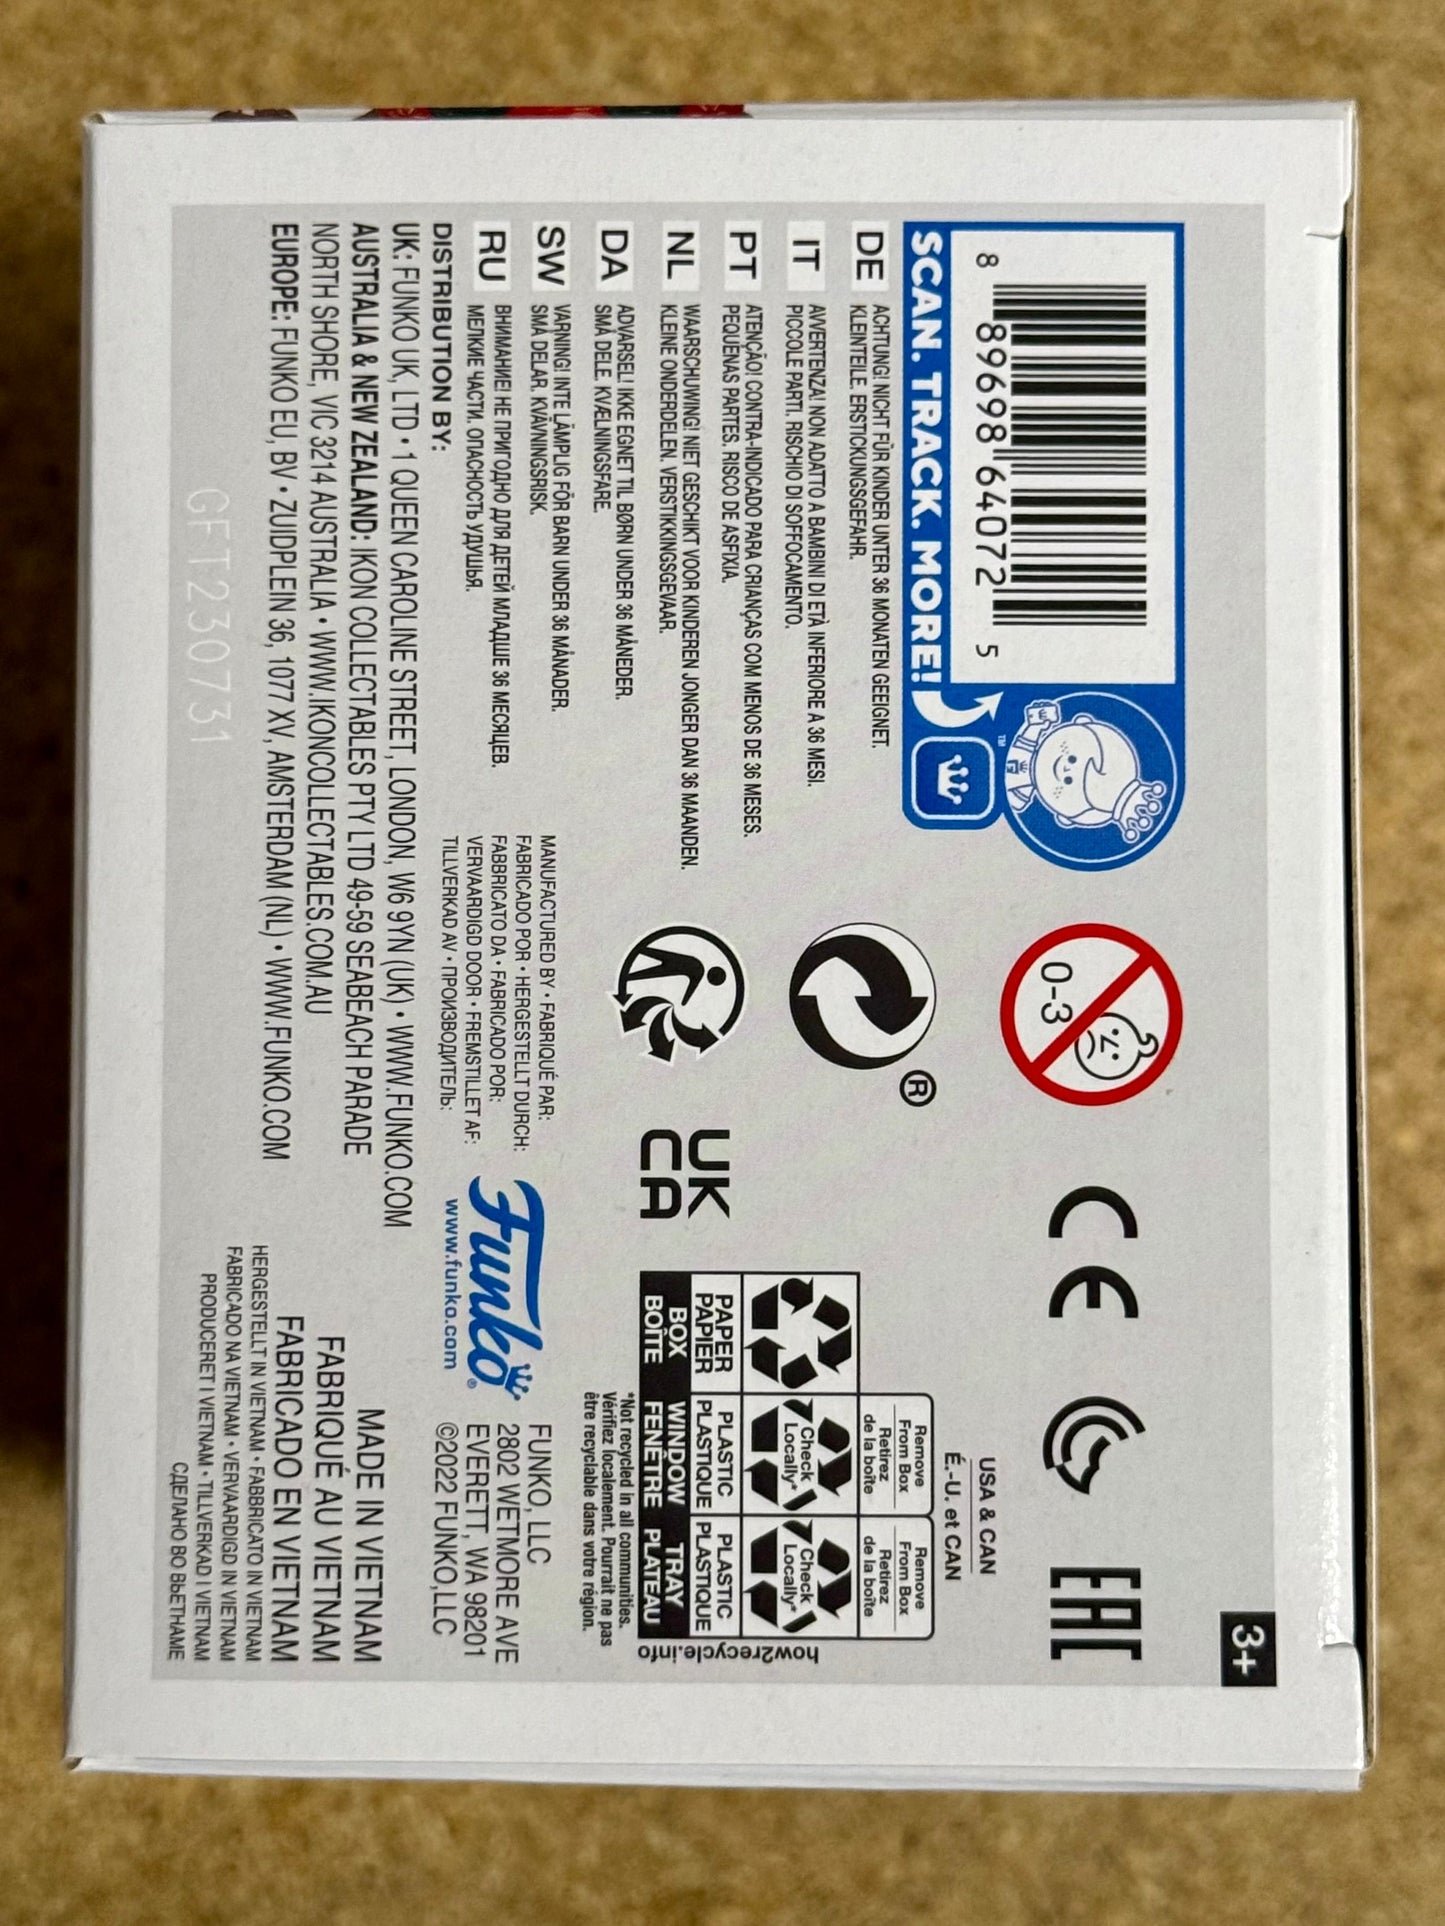 8 89698 64072 5
SCAN. TRACK. MORE!
TM
DE ACHTUNG! NICHT FÜR KINDER UNTER 36 MONATEN GEEIGNET.
KLEINTEILE. ERSTICKUNGSGEFAHR.
IT AVVERTENZA! NON ADATTO A BAMBINI DI ETÀ INFERIORE A 36 MESI.
PICCOLE PARTI. RISCHIO DI SOFFOCAMENTO.
PT ATENÇÃO! CONTRA-INDICADO PARA CRIANÇAS COM MENOS DE 36 MESES.
PEQUENAS PARTES. RISCO DE ASFIXIA.
NL WAARSCHUWING! NIET GESCHIKT VOOR KINDEREN JONGER DAN 36 MAANDEN.
KLEINE ONDERDELEN. VERSTIKKINGSGEVAAR.
DA ADVARSEL! IKKE EGNET TIL BØRN UNDER 36 MÅNEDER.
SMÅ DELE. KVÆLNINGSFARE.
SW VARNING! INTE LÄMPLIG FÖR BARN UNDER 36 MÅNADER.
SMÅ DELAR. KVÄVNINGSRISK.
RU ВНИМАНИЕ! НЕ ПРИГОДНО ДЛЯ ДЕТЕЙ МЛАДШЕ 36 МЕСЯЦЕВ.
МЕЛКИЕ ЧАСТИ. ОПАСНОСТЬ УДУШЬЯ.
DISTRIBUTION BY:
UK: FUNKO UK, LTD • 1 QUEEN CAROLINE STREET, LONDON, W6 9YN (UK) • WWW.FUNKO.COM
AUSTRALIA & NEW ZEALAND: IKON COLLECTABLES PTY LTD 49-59 SEABEACH PARADE
NORTH SHORE, VIC 3214 AUSTRALIA • WWW.IKONCOLLECTABLES.COM.AU
EUROPE: FUNKO EU, BV • ZUIDPLEIN 36, 1077 XV, AMSTERDAM (NL) • WWW.FUNKO.COM
GFT230731
0-3
CE
EAC
3+
®
UK
CA
USA & CAN
É.-U. et CAN
Remove
From Box
Retirez
de la boîte
Remove
From Box
Retirez
de la boîte
Check
Locally*
Check
Locally*
PAPER
PAPIER
PLASTIC
PLASTIQUE
PLASTIC
PLASTIQUE
BOX
BOÎTE
WINDOW
FENÊTRE
TRAY
PLATEAU
how2recycle.info
*Not recycled in all communities.
Vérifiez localement. Pourrait ne pas
être recyclable dans votre région.
MANUFACTURED BY • FABRIQUÉ PAR:
FABRICADO POR • HERGESTELLT DURCH:
FABBRICATO DA • FABRICADO POR:
VERVAARDIGD DOOR • FREMSTILLET AF:
TILLVERKAD AV • ПРОИЗВОДИТЕЛЬ:
Funko®
www.funko.com
FUNKO, LLC
2802 WETMORE AVE
EVERETT, WA 98201
©2022 FUNKO,LLC
MADE IN VIETNAM
FABRIQUÉ AU VIETNAM
FABRICADO EN VIETNAM
HERGESTELLT IN VIETNAM • FABBRICATO IN VIETNAM
FABRICADO NA VIETNAM • VERVAARDIGD IN VIETNAM
PRODUCERET I VIETNAM • TILLVERKAD I VIETNAM
СДЕЛАНО ВО ВЬЕТНАМЕ